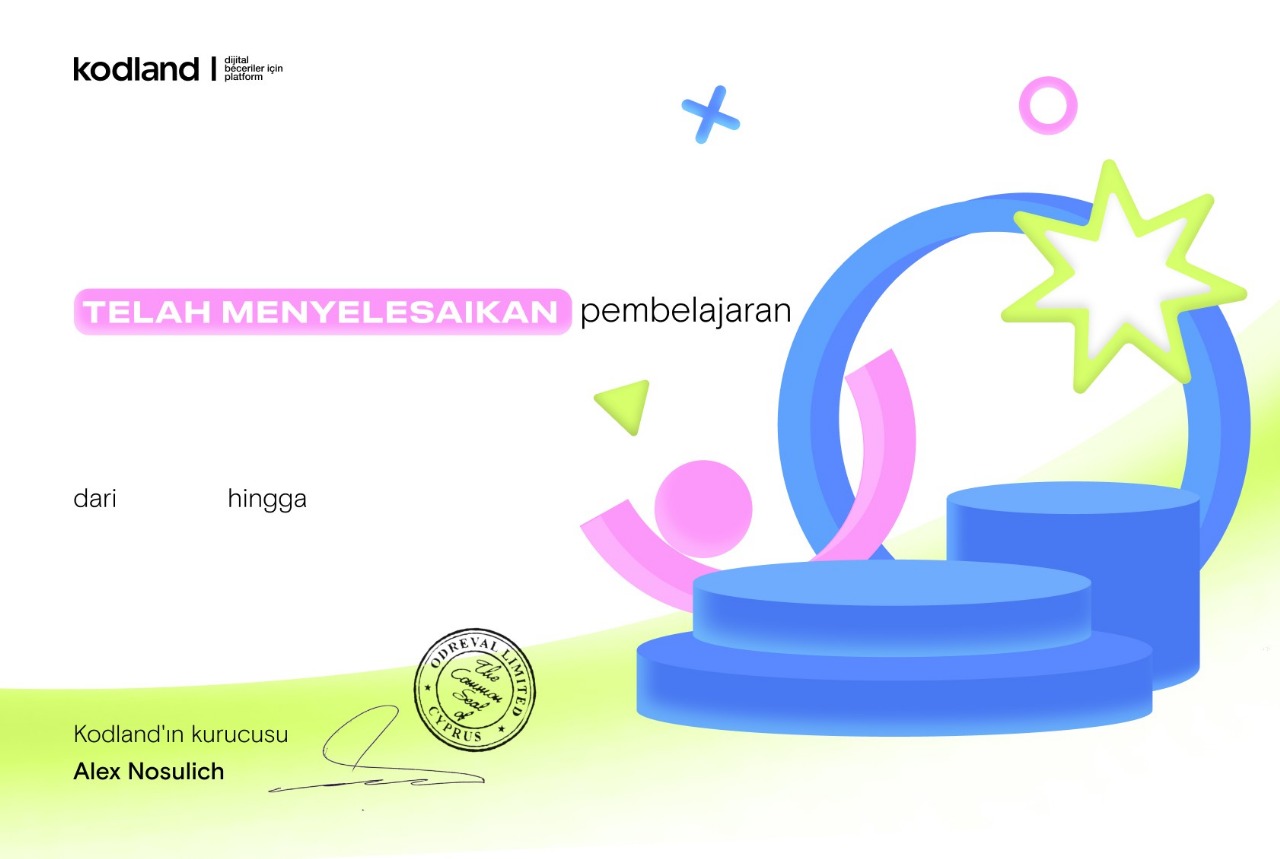 kodland
dijital
beceriler için
platform
TELAH MENYELESAIKAN pembelajaran
dari hingga
ODREVAL LIMITED
The
Common
Seal
of
CYPRUS
Kodland'ın kurucusu
Alex Nosulich